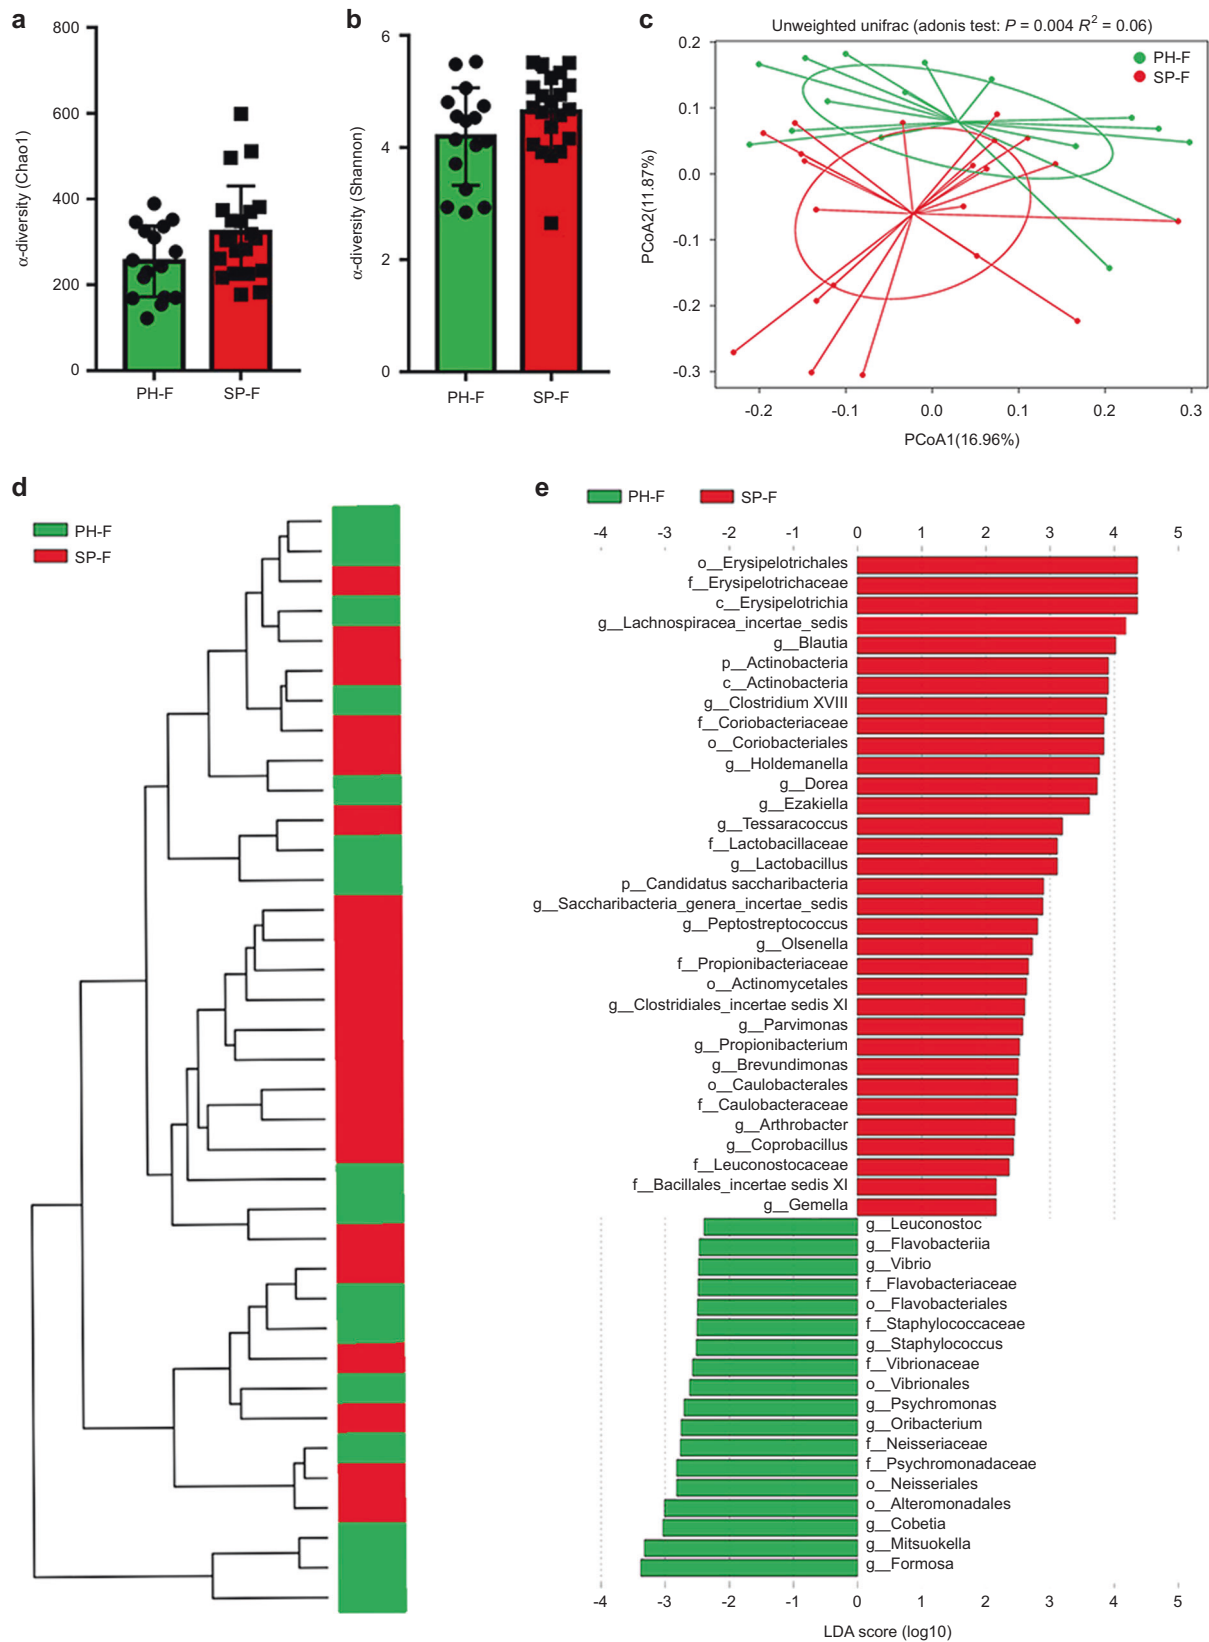 a
800
600
400
200
0
α-diversity (Chao1)
PH-F
SP-F
b
6
4
2
0
α-diversity (Shannon)
PH-F
SP-F
c
Unweighted unifrac (adonis test: P = 0.004 R² = 0.06)
PH-F
SP-F
0.2
0.1
0.0
-0.1
-0.2
-0.3
PCoA2(11.87%)
-0.2
-0.1
0.0
0.1
0.2
0.3
PCoA1(16.96%)
d
PH-F
SP-F
e
PH-F
SP-F
-4 -3 -2 -1 0 1 2 3 4 5
o__Erysipelotrichales
f__Erysipelotrichaceae
c__Erysipelotrichia
g__Lachnospiracea_incertae_sedis
g__Blautia
p__Actinobacteria
c__Actinobacteria
g__Clostridium XVIII
f__Coriobacteriaceae
o__Coriobacteriales
g__Holdemanella
g__Dorea
g__Ezakiella
g__Tessaracoccus
f__Lactobacillaceae
g__Lactobacillus
p__Candidatus saccharibacteria
g__Saccharibacteria_genera_incertae_sedis
g__Peptostreptococcus
g__Olsenella
f__Propionibacteriaceae
o__Actinomycetales
g__Clostridiales_incertae sedis XI
g__Parvimonas
g__Propionibacterium
g__Brevundimonas
o__Caulobacterales
f__Caulobacteraceae
g__Arthrobacter
g__Coprobacillus
f__Leuconostocaceae
f__Bacillales_incertae sedis XI
g__Gemella
g__Leuconostoc
g__Flavobacteriia
g__Vibrio
f__Flavobacteriaceae
o__Flavobacteriales
f__Staphylococcaceae
g__Staphylococcus
f__Vibrionaceae
o__Vibrionales
g__Psychromonas
g__Oribacterium
f__Neisseriaceae
f__Psychromonadaceae
o__Neisseriales
o__Alteromonadales
g__Cobetia
g__Mitsuokella
g__Formosa
-4 -3 -2 -1 0 1 2 3 4 5
LDA score (log10)